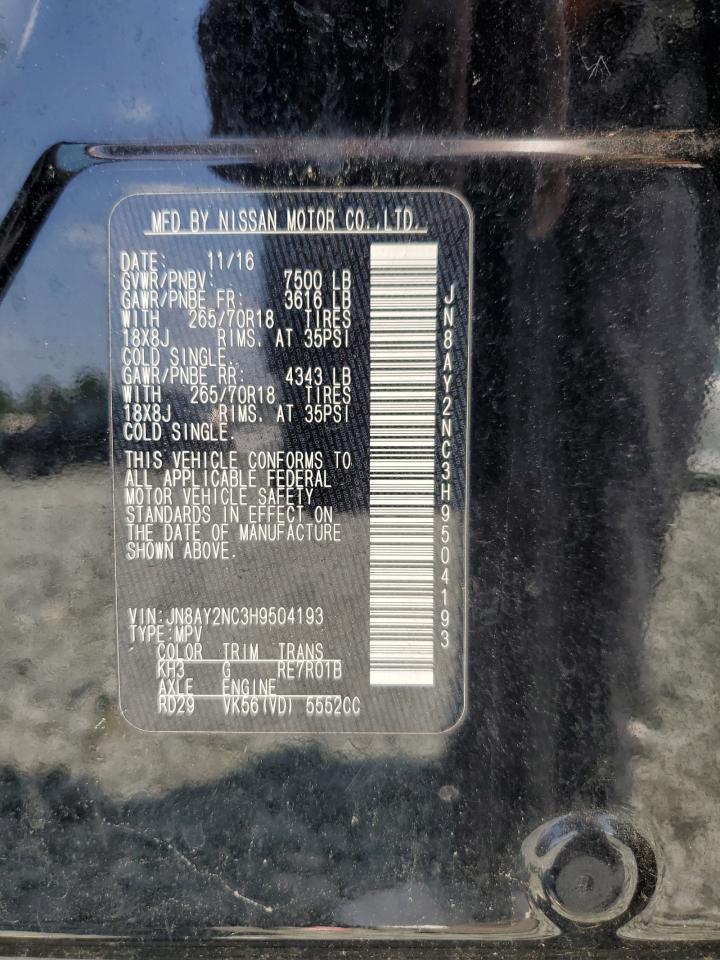 MFD BY NISSAN MOTOR CO.,LTD.
DATE: 11/16
GVWR/PNBV: 7500 LB
GAWR/PNBE FR: 3616 LB
WITH 265/70R18 TIRES
18X8J RIMS. AT 35PSI
COLD SINGLE.
GAWR/PNBE RR: 4343 LB
WITH 265/70R18 TIRES
18X8J RIMS. AT 35PSI
COLD SINGLE.
THIS VEHICLE CONFORMS TO
ALL APPLICABLE FEDERAL
MOTOR VEHICLE SAFETY
STANDARDS IN EFFECT ON
THE DATE OF MANUFACTURE
SHOWN ABOVE.
VIN:JN8AY2NC3H9504193
TYPE:MPV
COLOR TRIM TRANS
KH3 G RE7R01B
AXLE ENGINE
RD29 VK56(VD) 5552CC
JN8AY2NC3H9504193